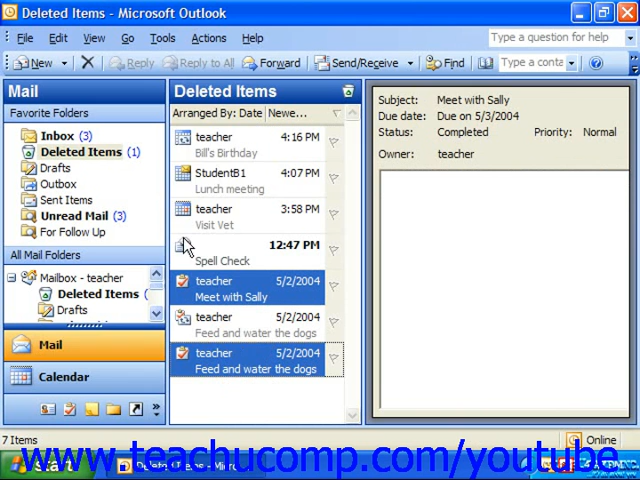 Deleted Items - Microsoft Outlook
File Edit View Go Tools Actions Help Type a question for help
New Reply Reply to All Forward Send/Receive Find Type a conta
Mail
Favorite Folders
Inbox (3)
Deleted Items (1)
Drafts
Outbox
Sent Items
Unread Mail (3)
For Follow Up
All Mail Folders
Mailbox - teacher
Deleted Items (
Drafts
Mail
Calendar
Deleted Items
Arranged By: Date Newe...
teacher 4:16 PM
Bill's Birthday
StudentB1 4:07 PM
Lunch meeting
teacher 3:58 PM
Visit Vet
12:47 PM
Spell Check
teacher 5/2/2004
Meet with Sally
teacher 5/2/2004
Feed and water the dogs
teacher 5/2/2004
Feed and water the dogs
Subject: Meet with Sally
Due date: Due on 5/3/2004
Status: Completed Priority: Normal
Owner: teacher
7 Items Online
start Deleted Items - Micro
www.teachucomp.com/youtube